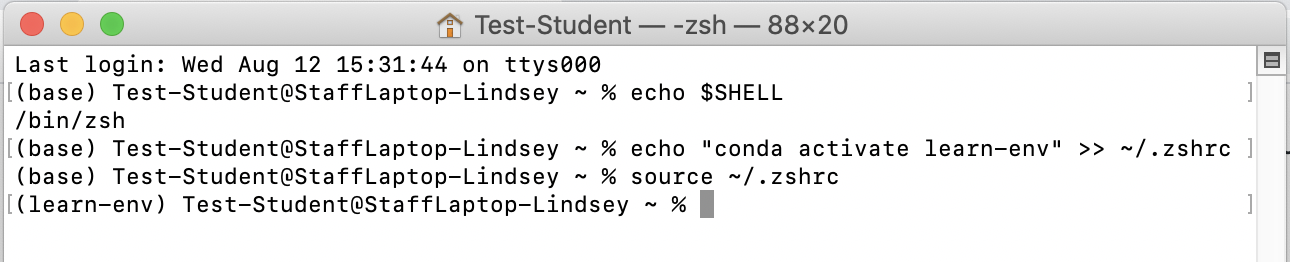 Test-Student — -zsh — 88×20
Last login: Wed Aug 12 15:31:44 on ttys000
[(base) Test-Student@StaffLaptop-Lindsey ~ % echo $SHELL ]
/bin/zsh
[(base) Test-Student@StaffLaptop-Lindsey ~ % echo "conda activate learn-env" >> ~/.zshrc ]
(base) Test-Student@StaffLaptop-Lindsey ~ % source ~/.zshrc
[(learn-env) Test-Student@StaffLaptop-Lindsey ~ % ]